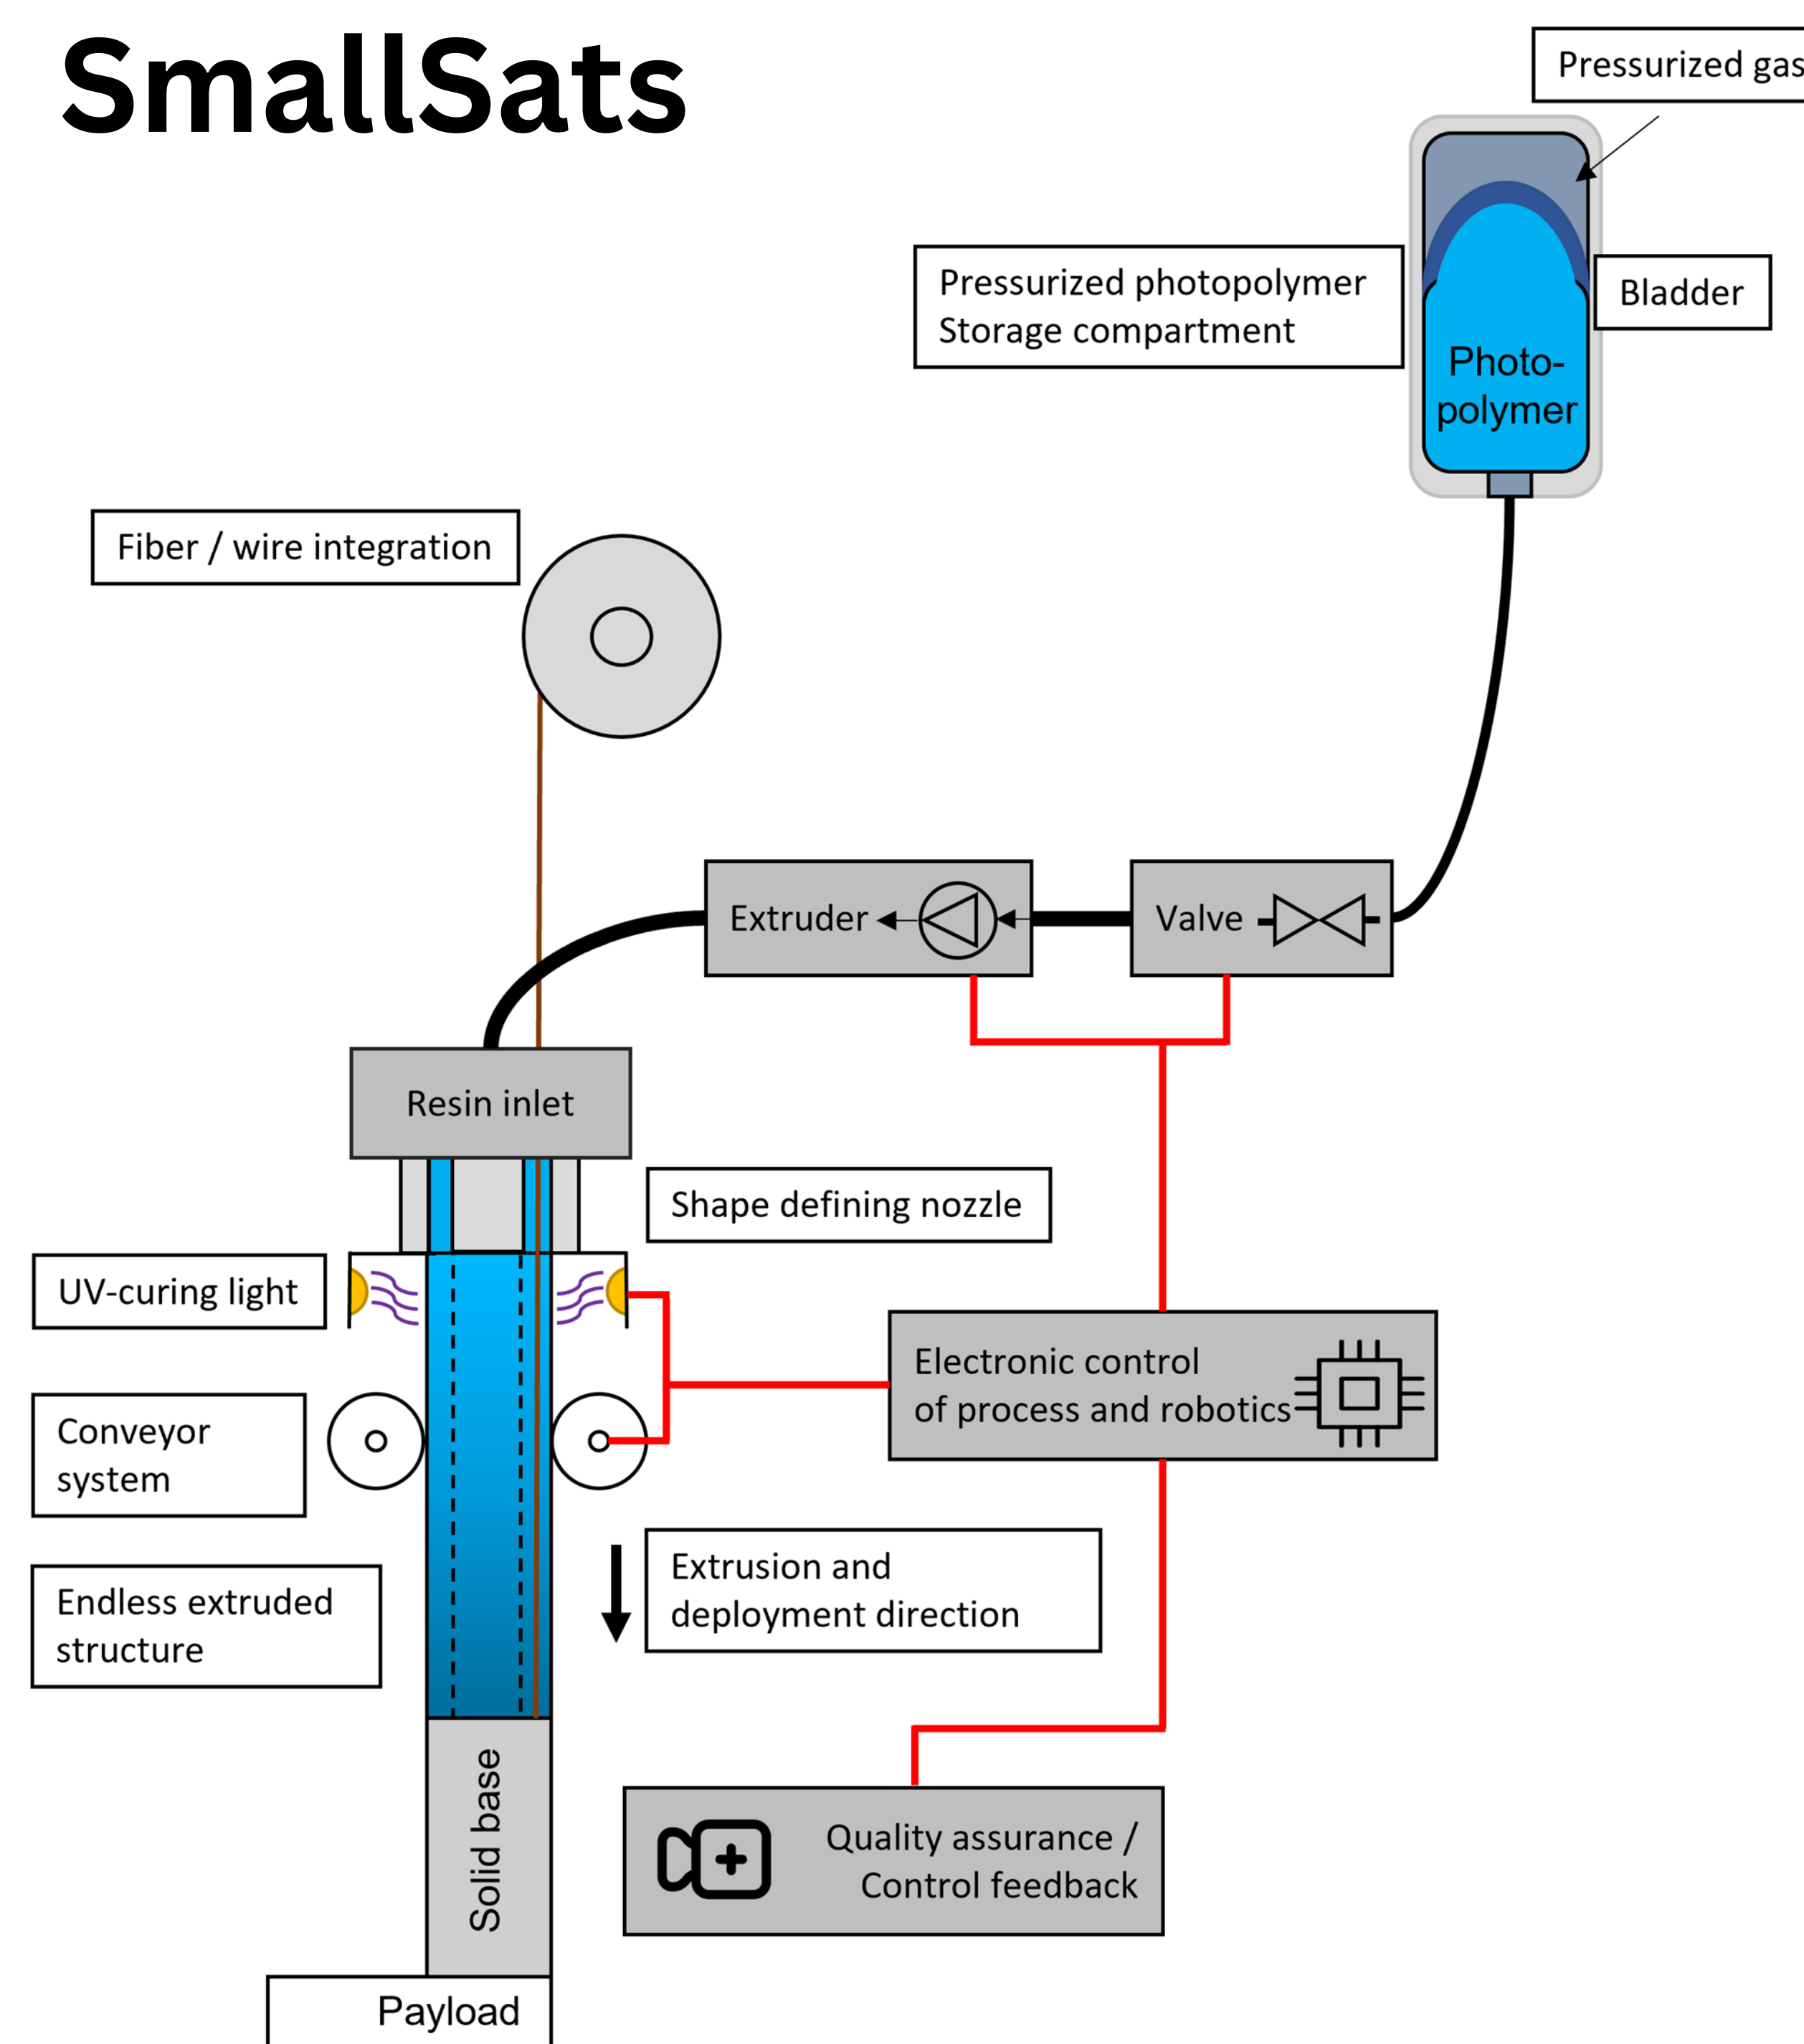 SmallSats
Pressurized gas
Pressurized photopolymer
Storage compartment
Bladder
Photo-
polymer
Fiber / wire integration
Extruder
Valve
Resin inlet
Shape defining nozzle
UV-curing light
Electronic control
of process and robotics
Conveyor
system
Extrusion and
deployment direction
Endless extruded
structure
Solid base
Quality assurance /
Control feedback
Payload